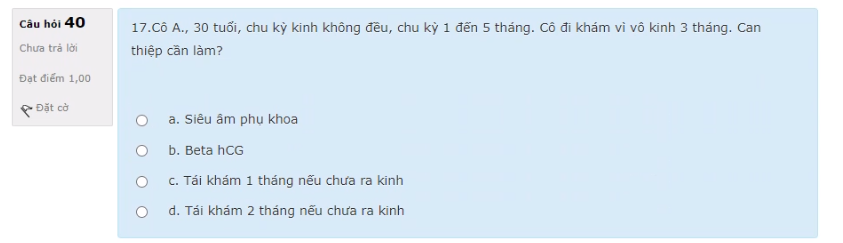 Câu hỏi 40
Chưa trả lời
Đạt điểm 1,00
Đặt cờ
17.Cô A., 30 tuổi, chu kỳ kinh không đều, chu kỳ 1 đến 5 tháng. Cô đi khám vì vô kinh 3 tháng. Can
thiệp cần làm?
a. Siêu âm phụ khoa
b. Beta hCG
c. Tái khám 1 tháng nếu chưa ra kinh
d. Tái khám 2 tháng nếu chưa ra kinh